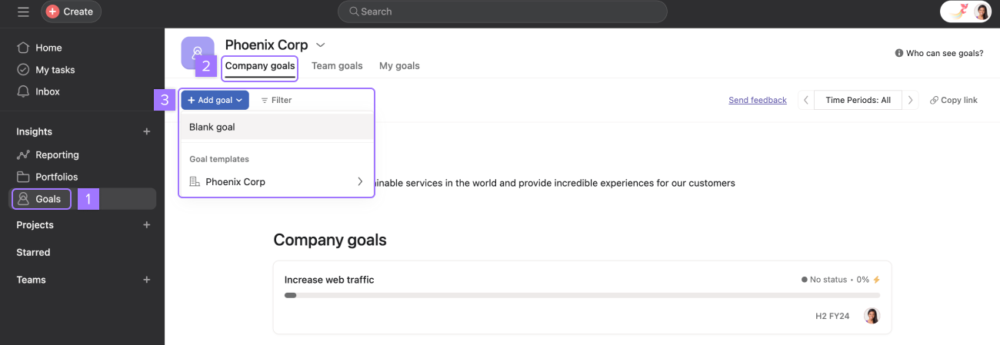 Create
Search
Home
My tasks
Inbox
Insights
Reporting
Portfolios
Goals
1
Projects
Starred
Teams
Phoenix Corp
2
Company goals Team goals My goals
Who can see goals?
3
+ Add goal Filter
Send feedback
Time Periods: All
Copy link
Blank goal
Goal templates
Phoenix Corp
inable services in the world and provide incredible experiences for our customers
Company goals
Increase web traffic
No status • 0%
H2 FY24